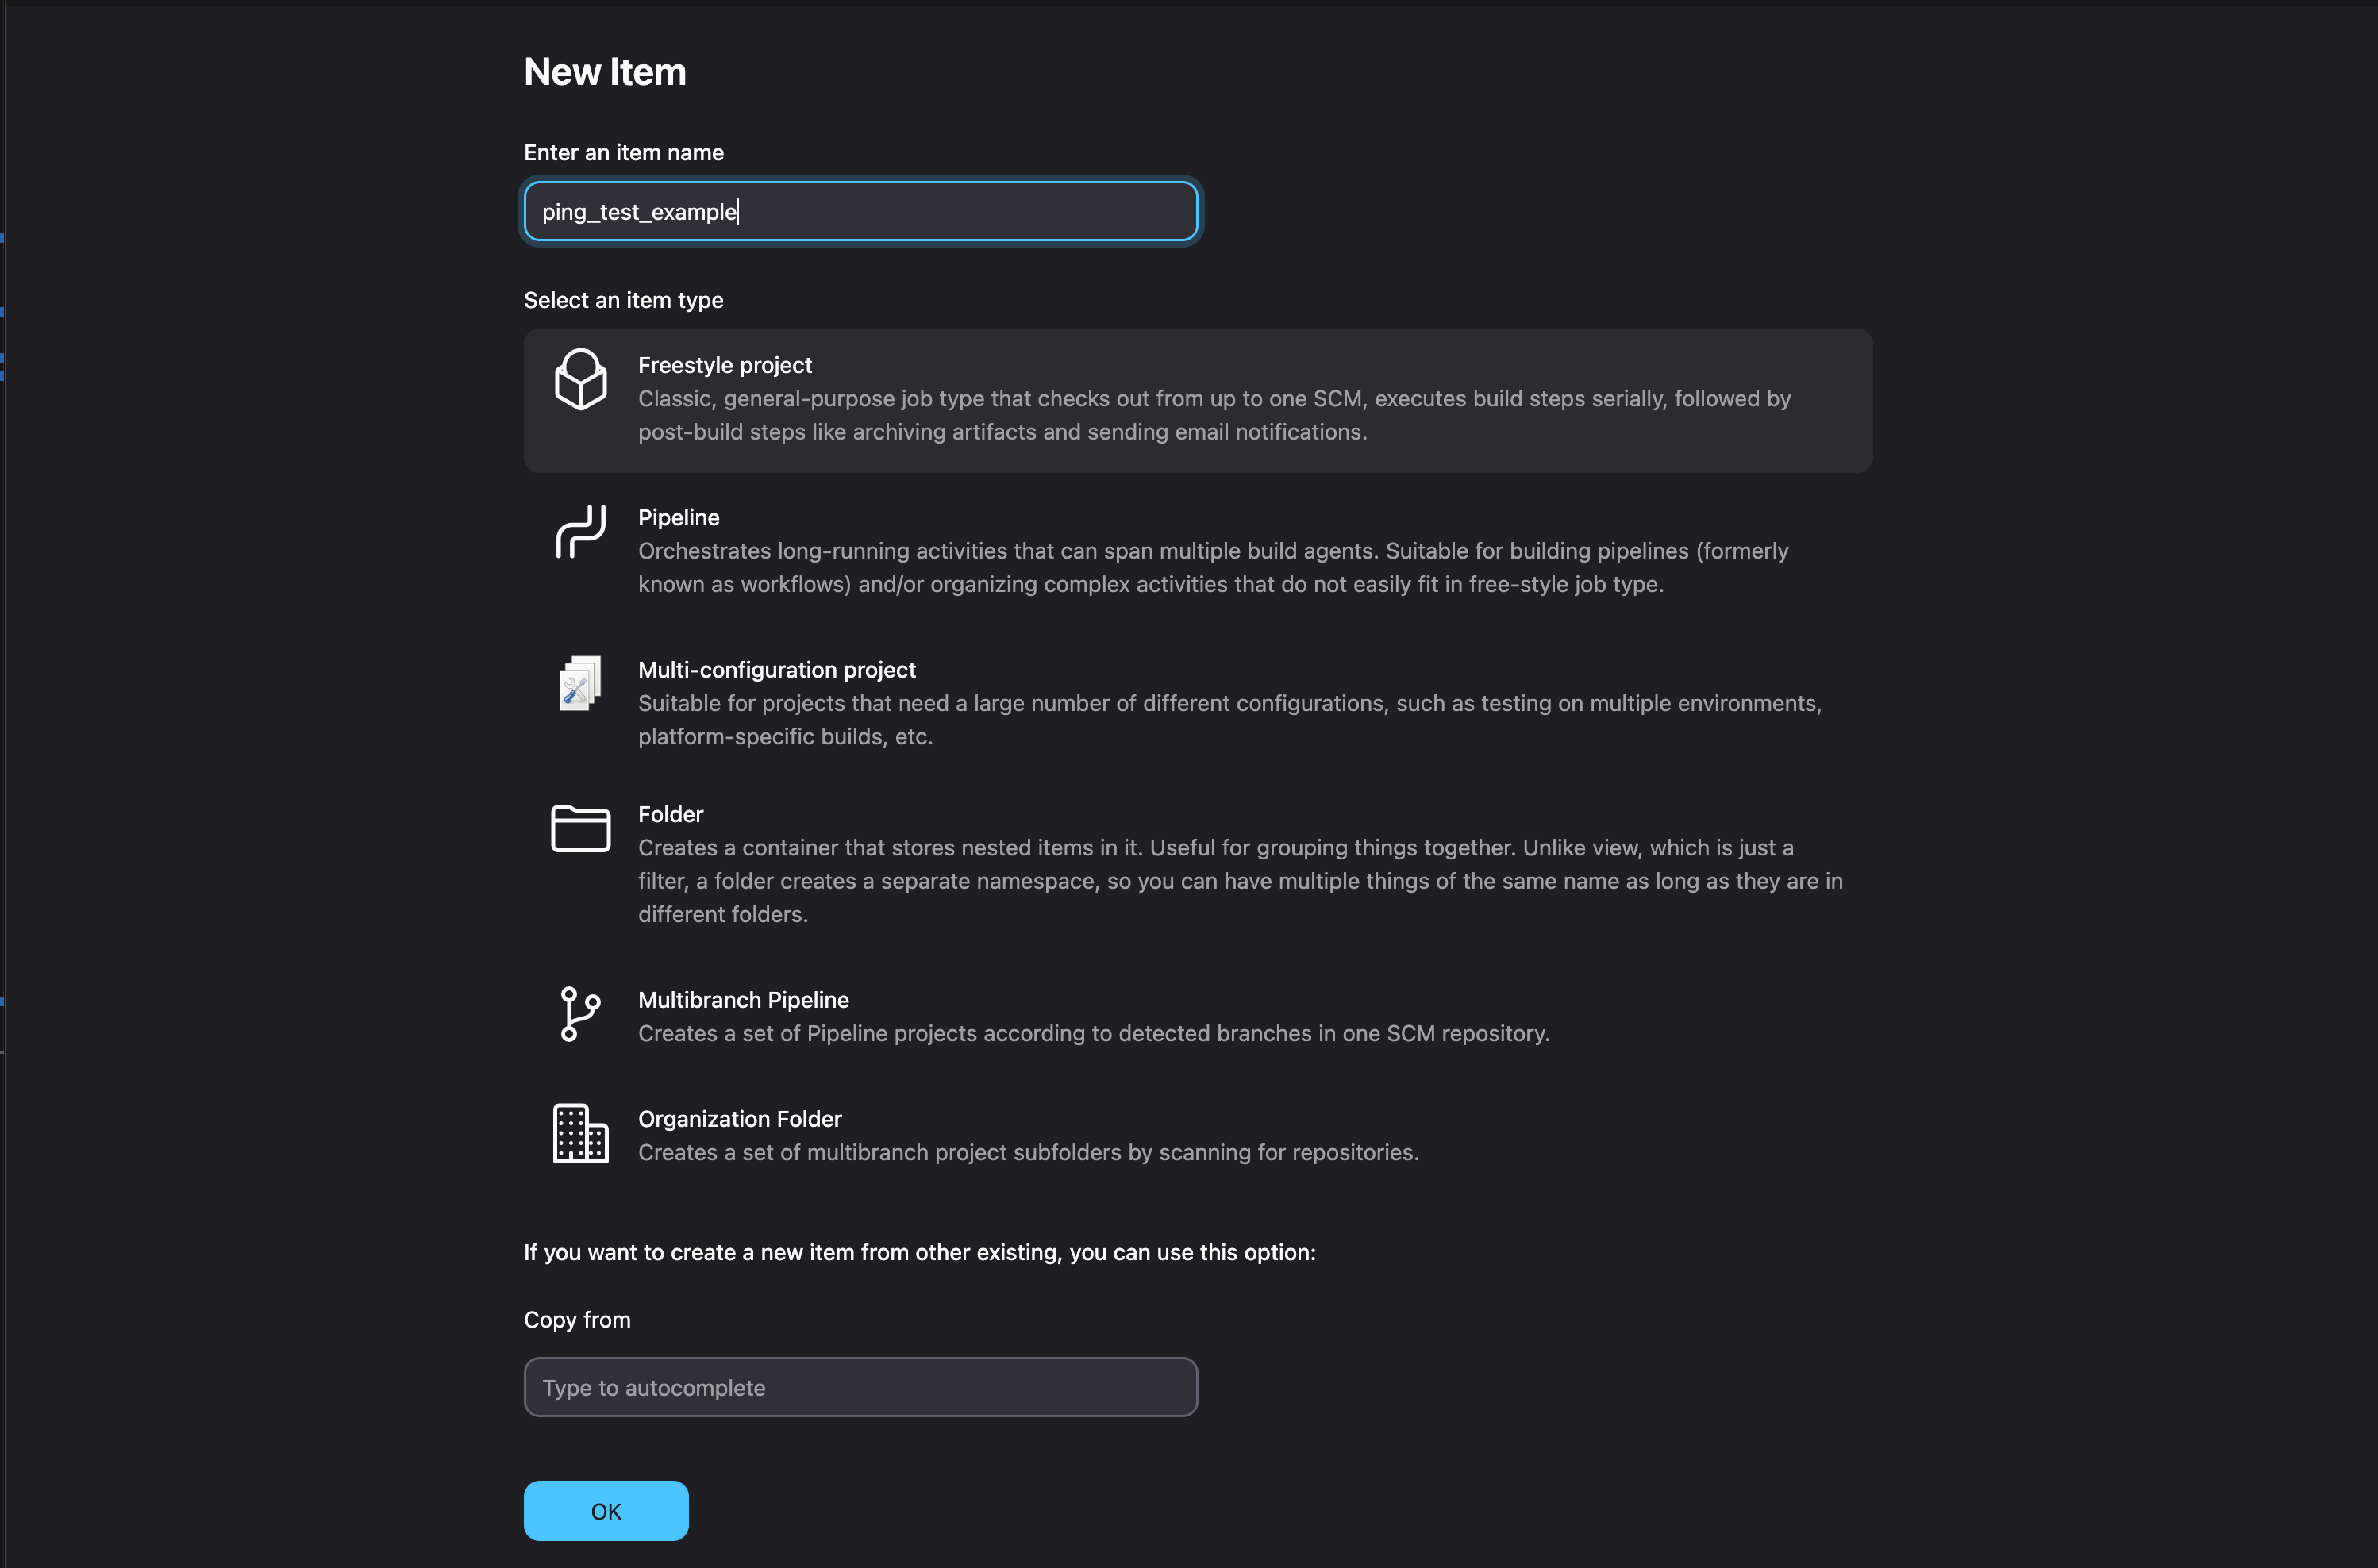 New Item
Enter an item name
ping_test_example
Select an item type
Freestyle project
Classic, general-purpose job type that checks out from up to one SCM, executes build steps serially, followed by
post-build steps like archiving artifacts and sending email notifications.
Pipeline
Orchestrates long-running activities that can span multiple build agents. Suitable for building pipelines (formerly
known as workflows) and/or organizing complex activities that do not easily fit in free-style job type.
Multi-configuration project
Suitable for projects that need a large number of different configurations, such as testing on multiple environments,
platform-specific builds, etc.
Folder
Creates a container that stores nested items in it. Useful for grouping things together. Unlike view, which is just a
filter, a folder creates a separate namespace, so you can have multiple things of the same name as long as they are in
different folders.
Multibranch Pipeline
Creates a set of Pipeline projects according to detected branches in one SCM repository.
Organization Folder
Creates a set of multibranch project subfolders by scanning for repositories.
If you want to create a new item from other existing, you can use this option:
Copy from
Type to autocomplete
OK